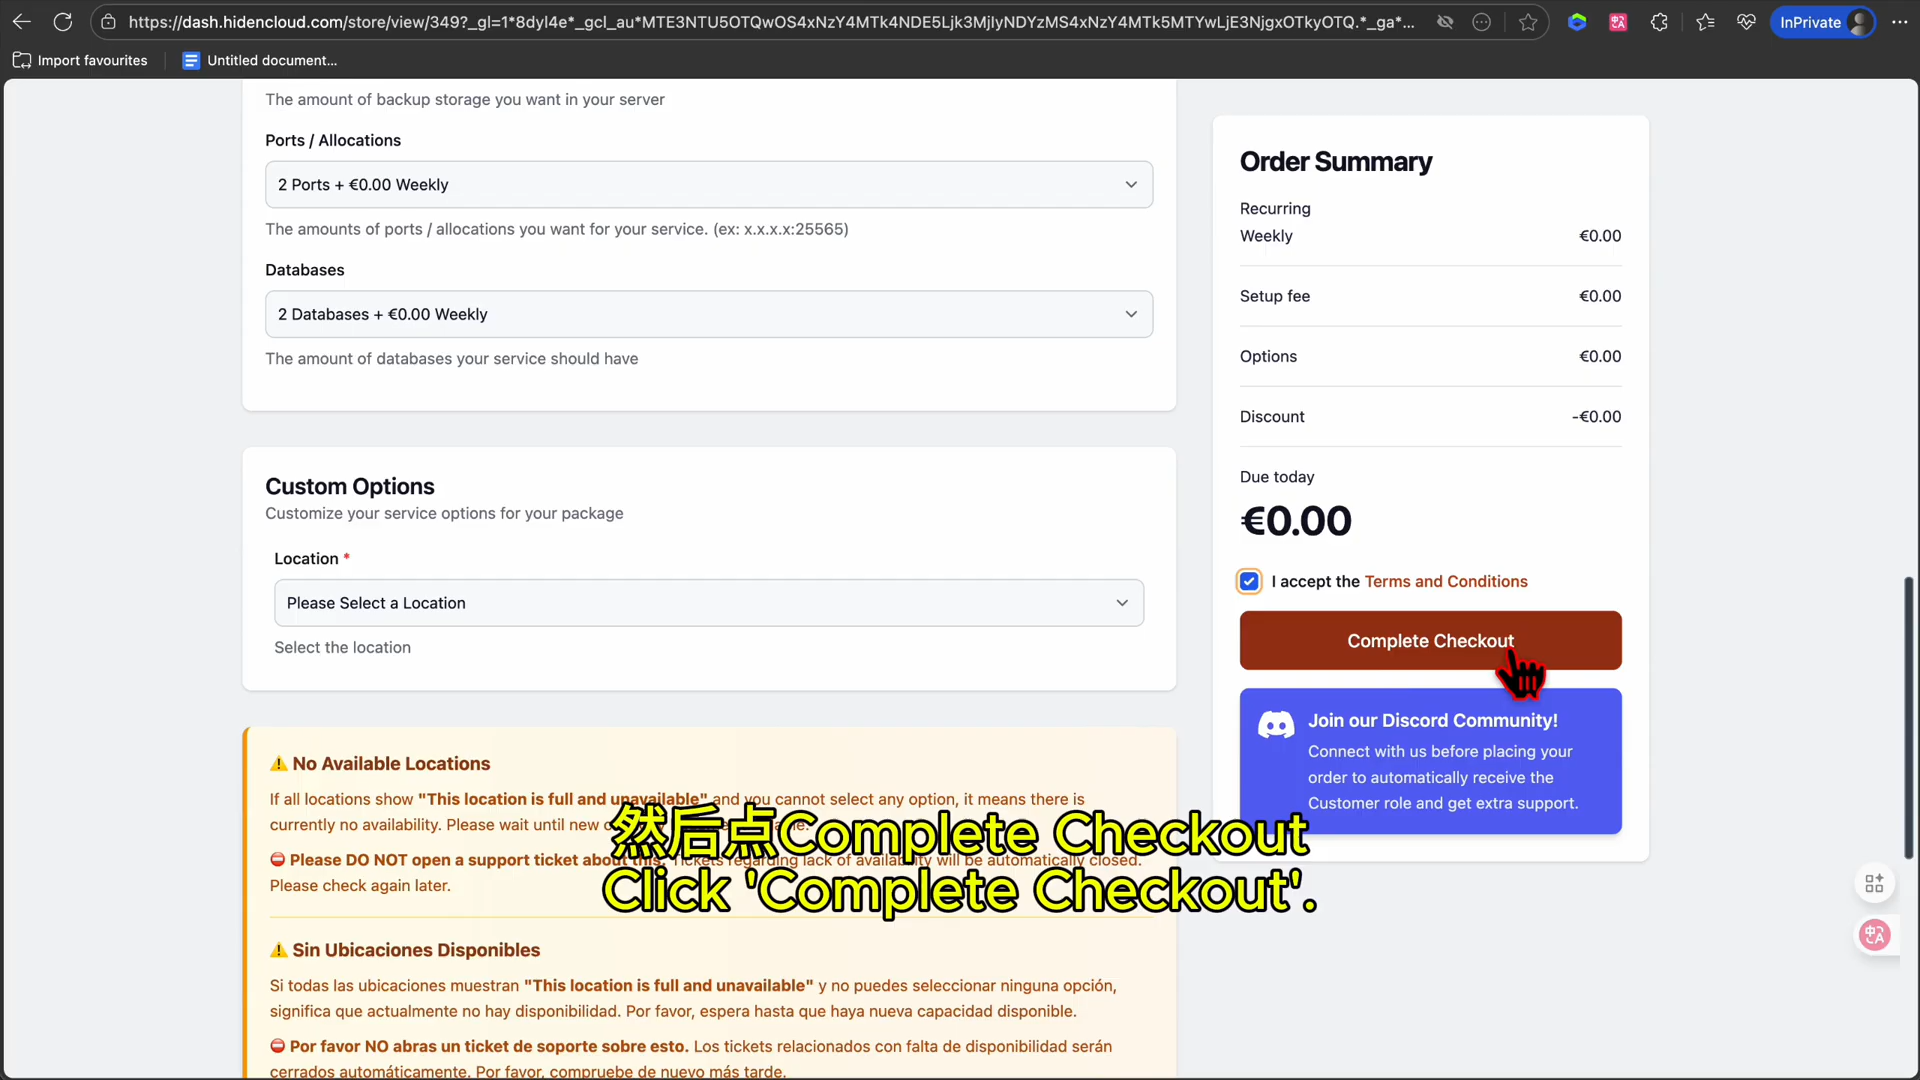 https://dash.hidencloud.com/store/view/349?_gl=1*8dyl4e*_gcl_au*MTE3NTU5OTQwOS4xNzY4MTk4NDE5Ljk3MjIyNDYzMS4xNzY4MTk5MTYwLjE3NjgxOTkyOTQ.*_ga*...
InPrivate
Import favourites
Untitled document...
The amount of backup storage you want in your server
Ports / Allocations
2 Ports + €0.00 Weekly
The amounts of ports / allocations you want for your service. (ex: x.x.x.x:25565)
Databases
2 Databases + €0.00 Weekly
The amount of databases your service should have
Custom Options
Customize your service options for your package
Location *
Please Select a Location
Select the location
⚠ No Available Locations
If all locations show "This location is full and unavailable" and you cannot select any option, it means there is
currently no availability. Please wait until new
⛔ Please DO NOT open a support ticket about this. Tickets regarding lack of availability will be automatically closed.
Please check again later.
⚠ Sin Ubicaciones Disponibles
Si todas las ubicaciones muestran "This location is full and unavailable" y no puedes seleccionar ninguna opción,
significa que actualmente no hay disponibilidad. Por favor, espera hasta que haya nueva capacidad disponible.
⛔ Por favor NO abras un ticket de soporte sobre esto. Los tickets relacionados con falta de disponibilidad serán
cerrados automáticamente. Por favor, compruebe de nuevo más tarde.
Order Summary
Recurring
Weekly €0.00
Setup fee €0.00
Options €0.00
Discount -€0.00
Due today
€0.00
I accept the Terms and Conditions
Complete Checkout
Join our Discord Community!
Connect with us before placing your
order to automatically receive the
Customer role and get extra support.
然后点Complete Checkout
Click 'Complete Checkout'.